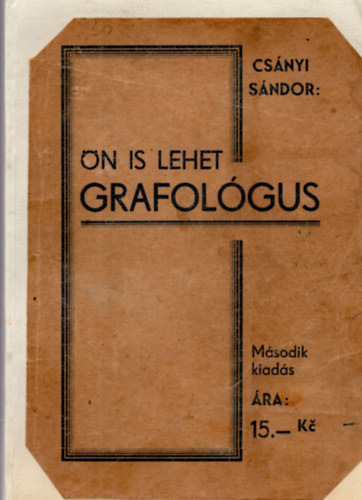 CSÁNYI
SÁNDOR:
ÖN IS LEHET
GRAFOLÓGUS
Második
kiadás
ÁRA:
15.— Kč